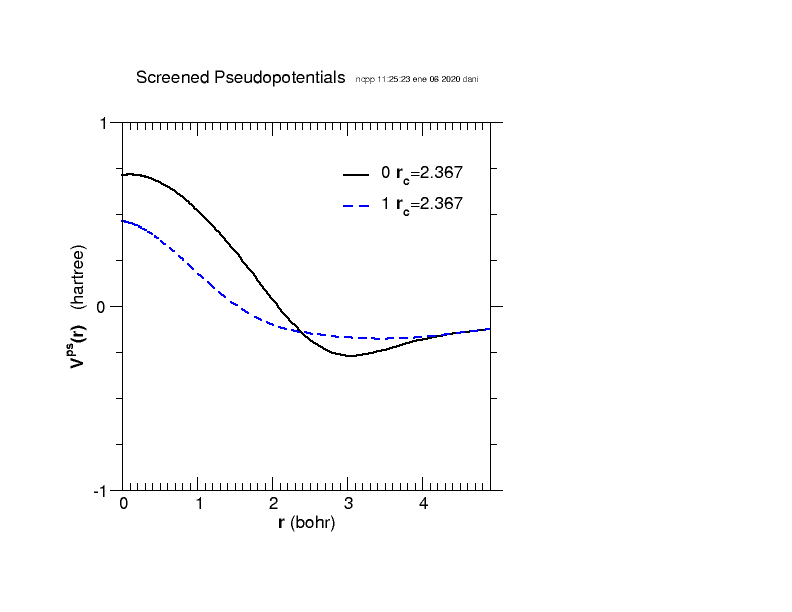 Screened Pseudopotentials ncpp 11:25:23 ene 06 2020 dani
1
0 rc=2.367
1 rc=2.367
Vps(r) (hartree)
0
-1
0 1 2 3 4
r (bohr)